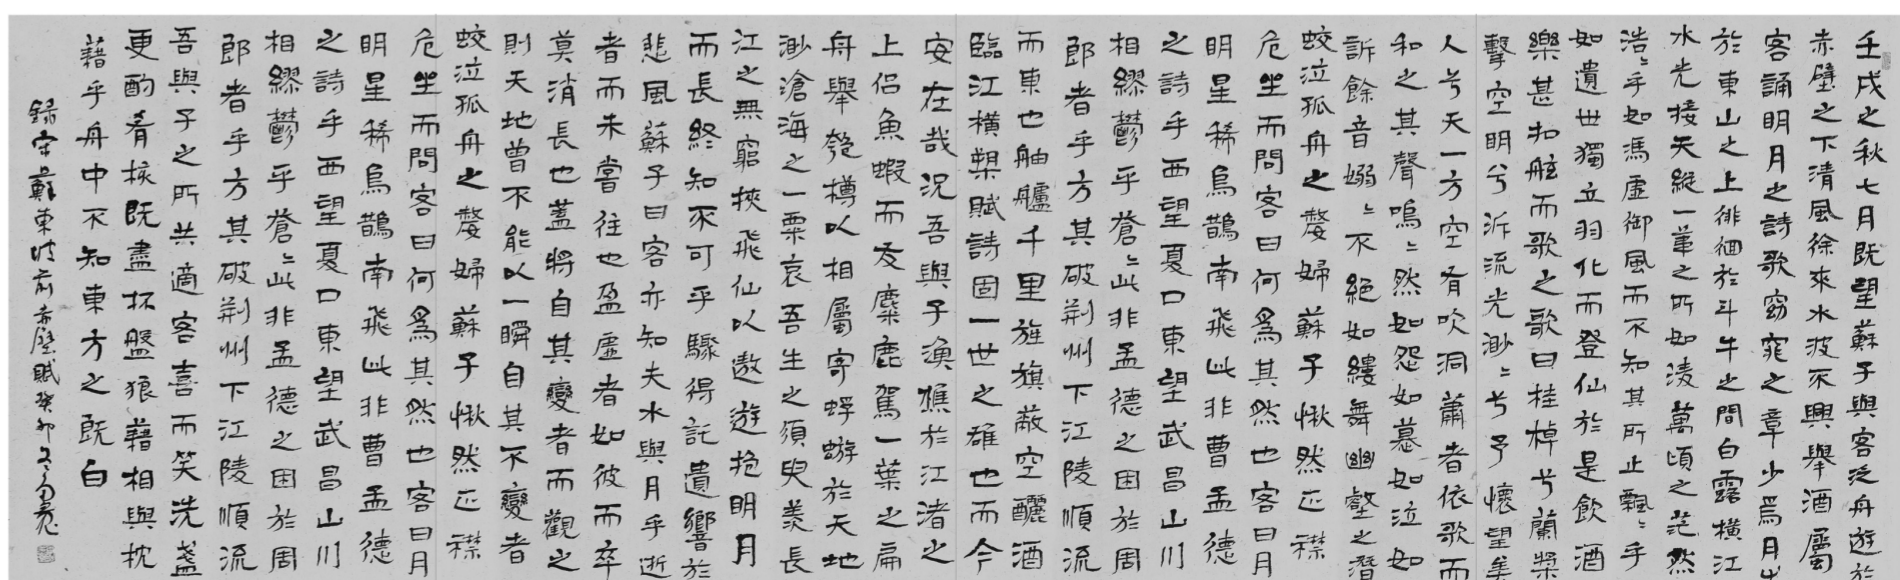 壬戌之秋七月既望蘇子與客泛舟遊於
赤壁之下清風徐來水波不興舉酒屬
客誦明月之詩歌窈窕之章少焉月出
於東山之上徘徊於斗牛之間白露橫江
水光接天縱一葦之所如淩萬頃之茫然
浩〻乎如馮虛御風而不知其所止飄〻乎
如遺世獨立羽化而登仙於是飲酒
樂甚扣舷而歌之歌曰桂棹兮蘭槳
擊空明兮泝流光渺〻兮予懷望美
人兮天一方客有吹洞簫者依歌而
和之其聲嗚〻然如怨如慕如泣如
訴餘音嫋〻不絕如縷舞幽壑之潛
蛟泣孤舟之嫠婦蘇子愀然正襟
危坐而問客曰何為其然也客曰月
明星稀烏鵲南飛此非曹孟德
之詩乎西望夏口東望武昌山川
相繆鬱乎蒼〻此非孟德之困於周
郎者乎方其破荊州下江陵順流
而東也舳艫千里旌旗蔽空釃酒
臨江橫槊賦詩固一世之雄也而今
安在哉況吾與子漁樵於江渚之
上侶魚蝦而友麋鹿駕一葉之扁
舟舉匏樽以相屬寄蜉蝣於天地
渺滄海之一粟哀吾生之須臾羨長
江之無窮挾飛仙以遨遊抱明月
而長終知不可乎驟得託遺響於
悲風蘇子曰客亦知夫水與月乎逝
者而未嘗往也盈虛者如彼而卒
莫消長也蓋將自其變者而觀之
則天地曾不能以一瞬自其不變者
蛟泣孤舟之嫠婦蘇子愀然正襟
危坐而問客曰何為其然也客曰月
明星稀烏鵲南飛此非曹孟德
之詩乎西望夏口東望武昌山川
相繆鬱乎蒼〻此非孟德之困於周
郎者乎方其破荊州下江陵順流
吾與子之所共適客喜而笑洗盞
更酌肴核既盡杯盤狼藉相與枕
藉乎舟中不知東方之既白
錄宋蘇東坡前赤壁賦癸卯冬